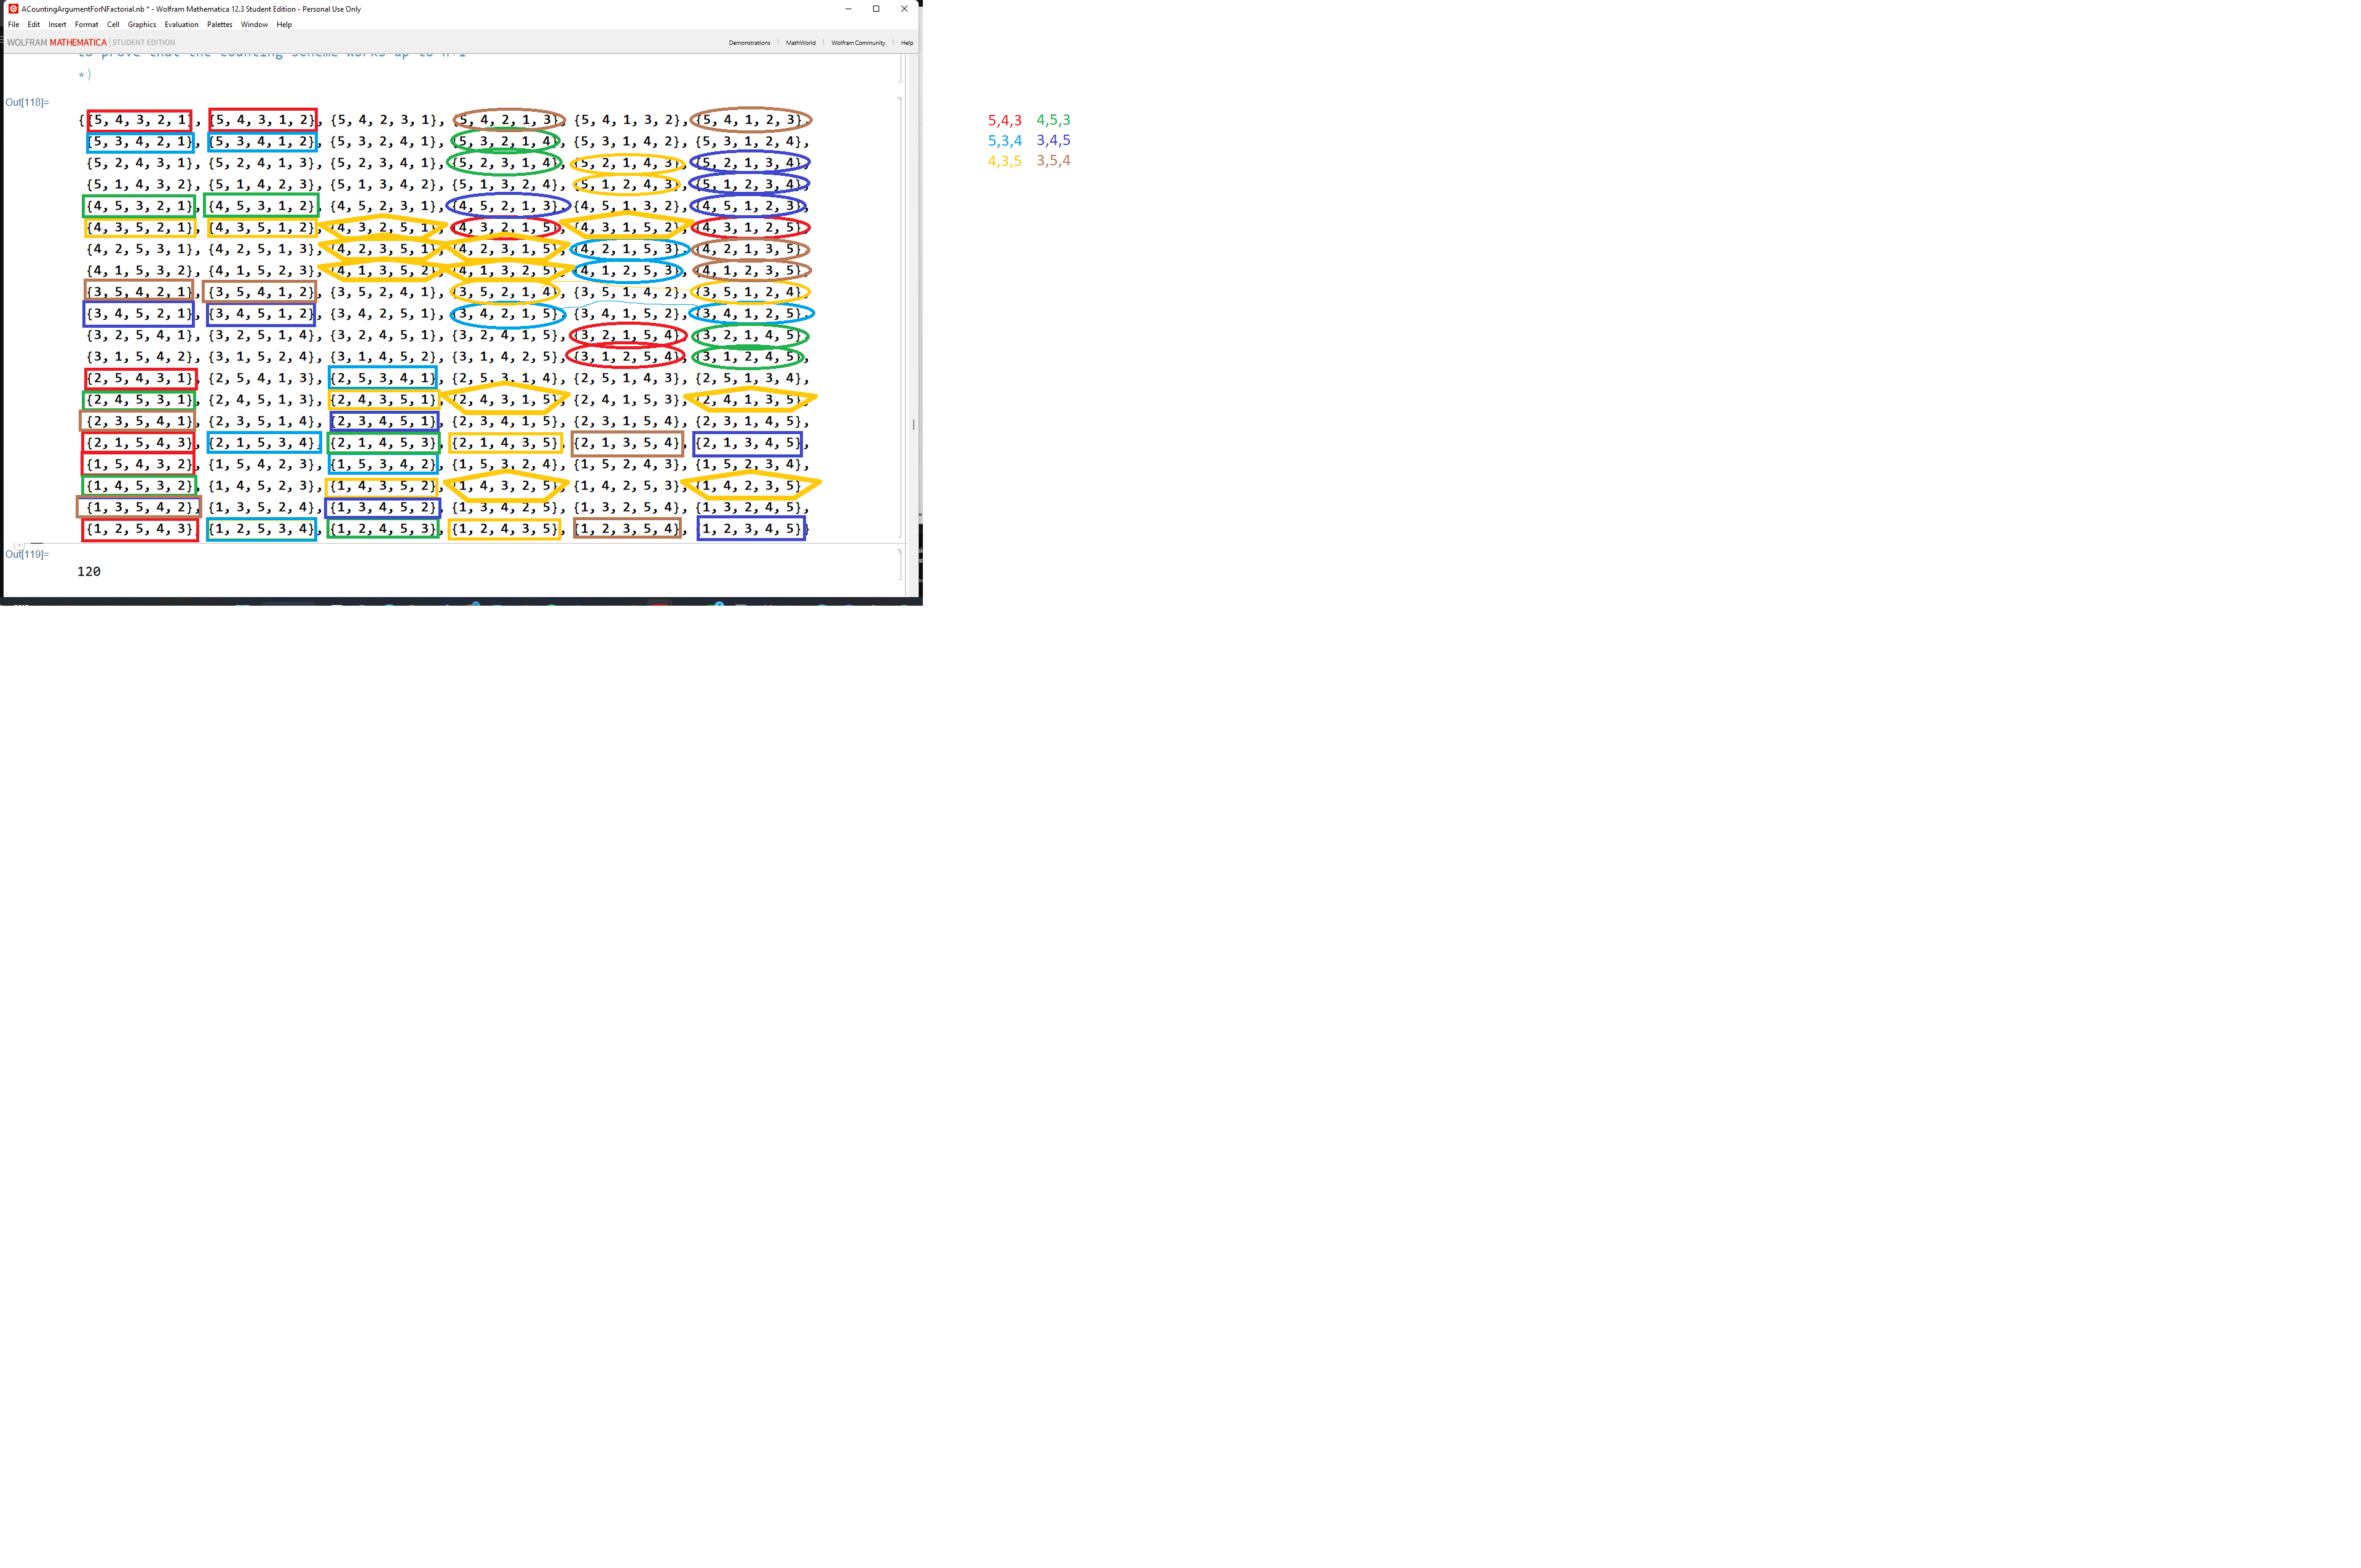 ACountingArgumentForNFactorial.nb * - Wolfram Mathematica 12.3 Student Edition - Personal Use Only
File Edit Insert Format Cell Graphics Evaluation Palettes Window Help
WOLFRAM MATHEMATICA | STUDENT EDITION Demonstrations | MathWorld | Wolfram Community | Help
to prove that the counting scheme works up to n+1
*)
Out[118]=
{{5, 4, 3, 2, 1}, {5, 4, 3, 1, 2}, {5, 4, 2, 3, 1}, {5, 4, 2, 1, 3}, {5, 4, 1, 3, 2}, {5, 4, 1, 2, 3},
{5, 3, 4, 2, 1}, {5, 3, 4, 1, 2}, {5, 3, 2, 4, 1}, {5, 3, 2, 1, 4}, {5, 3, 1, 4, 2}, {5, 3, 1, 2, 4},
{5, 2, 4, 3, 1}, {5, 2, 4, 1, 3}, {5, 2, 3, 4, 1}, {5, 2, 3, 1, 4}, {5, 2, 1, 4, 3}, {5, 2, 1, 3, 4},
{5, 1, 4, 3, 2}, {5, 1, 4, 2, 3}, {5, 1, 3, 4, 2}, {5, 1, 3, 2, 4}, {5, 1, 2, 4, 3}, {5, 1, 2, 3, 4},
{4, 5, 3, 2, 1}, {4, 5, 3, 1, 2}, {4, 5, 2, 3, 1}, {4, 5, 2, 1, 3}, {4, 5, 1, 3, 2}, {4, 5, 1, 2, 3},
{4, 3, 5, 2, 1}, {4, 3, 5, 1, 2}, {4, 3, 2, 5, 1}, {4, 3, 2, 1, 5}, {4, 3, 1, 5, 2}, {4, 3, 1, 2, 5},
{4, 2, 5, 3, 1}, {4, 2, 5, 1, 3}, {4, 2, 3, 5, 1}, {4, 2, 3, 1, 5}, {4, 2, 1, 5, 3}, {4, 2, 1, 3, 5},
{4, 1, 5, 3, 2}, {4, 1, 5, 2, 3}, {4, 1, 3, 5, 2}, {4, 1, 3, 2, 5}, {4, 1, 2, 5, 3}, {4, 1, 2, 3, 5},
{3, 5, 4, 2, 1}, {3, 5, 4, 1, 2}, {3, 5, 2, 4, 1}, {3, 5, 2, 1, 4}, {3, 5, 1, 4, 2}, {3, 5, 1, 2, 4},
{3, 4, 5, 2, 1}, {3, 4, 5, 1, 2}, {3, 4, 2, 5, 1}, {3, 4, 2, 1, 5}, {3, 4, 1, 5, 2}, {3, 4, 1, 2, 5},
{3, 2, 5, 4, 1}, {3, 2, 5, 1, 4}, {3, 2, 4, 5, 1}, {3, 2, 4, 1, 5}, {3, 2, 1, 5, 4}, {3, 2, 1, 4, 5},
{3, 1, 5, 4, 2}, {3, 1, 5, 2, 4}, {3, 1, 4, 5, 2}, {3, 1, 4, 2, 5}, {3, 1, 2, 5, 4}, {3, 1, 2, 4, 5},
{2, 5, 4, 3, 1}, {2, 5, 4, 1, 3}, {2, 5, 3, 4, 1}, {2, 5, 3, 1, 4}, {2, 5, 1, 4, 3}, {2, 5, 1, 3, 4},
{2, 4, 5, 3, 1}, {2, 4, 5, 1, 3}, {2, 4, 3, 5, 1}, {2, 4, 3, 1, 5}, {2, 4, 1, 5, 3}, {2, 4, 1, 3, 5},
{2, 3, 5, 4, 1}, {2, 3, 5, 1, 4}, {2, 3, 4, 5, 1}, {2, 3, 4, 1, 5}, {2, 3, 1, 5, 4}, {2, 3, 1, 4, 5},
{2, 1, 5, 4, 3}, {2, 1, 5, 3, 4}, {2, 1, 4, 5, 3}, {2, 1, 4, 3, 5}, {2, 1, 3, 5, 4}, {2, 1, 3, 4, 5},
{1, 5, 4, 3, 2}, {1, 5, 4, 2, 3}, {1, 5, 3, 4, 2}, {1, 5, 3, 2, 4}, {1, 5, 2, 4, 3}, {1, 5, 2, 3, 4},
{1, 4, 5, 3, 2}, {1, 4, 5, 2, 3}, {1, 4, 3, 5, 2}, {1, 4, 3, 2, 5}, {1, 4, 2, 5, 3}, {1, 4, 2, 3, 5},
{1, 3, 5, 4, 2}, {1, 3, 5, 2, 4}, {1, 3, 4, 5, 2}, {1, 3, 4, 2, 5}, {1, 3, 2, 5, 4}, {1, 3, 2, 4, 5},
{1, 2, 5, 4, 3}, {1, 2, 5, 3, 4}, {1, 2, 4, 5, 3}, {1, 2, 4, 3, 5}, {1, 2, 3, 5, 4}, {1, 2, 3, 4, 5}}
Out[119]=
120
5,4,3 4,5,3
5,3,4 3,4,5
4,3,5 3,5,4